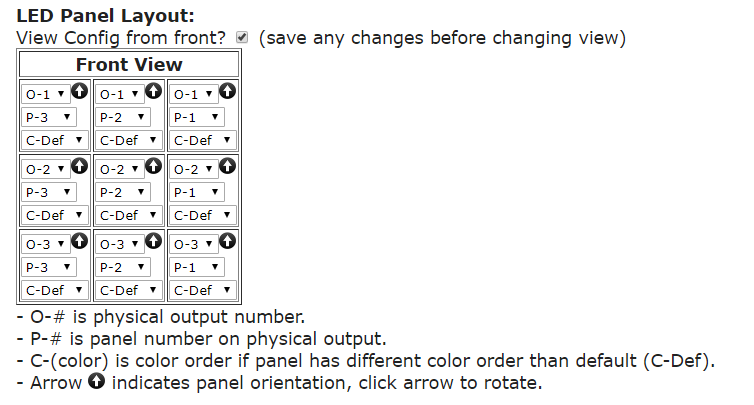 LED Panel Layout:
View Config from front? (save any changes before changing view)
Front View
O-1 O-1 O-1
P-3 P-2 P-1
C-Def C-Def C-Def
O-2 O-2 O-2
P-3 P-2 P-1
C-Def C-Def C-Def
O-3 O-3 O-3
P-3 P-2 P-1
C-Def C-Def C-Def
- O-# is physical output number.
- P-# is panel number on physical output.
- C-(color) is color order if panel has different color order than default (C-Def).
- Arrow indicates panel orientation, click arrow to rotate.